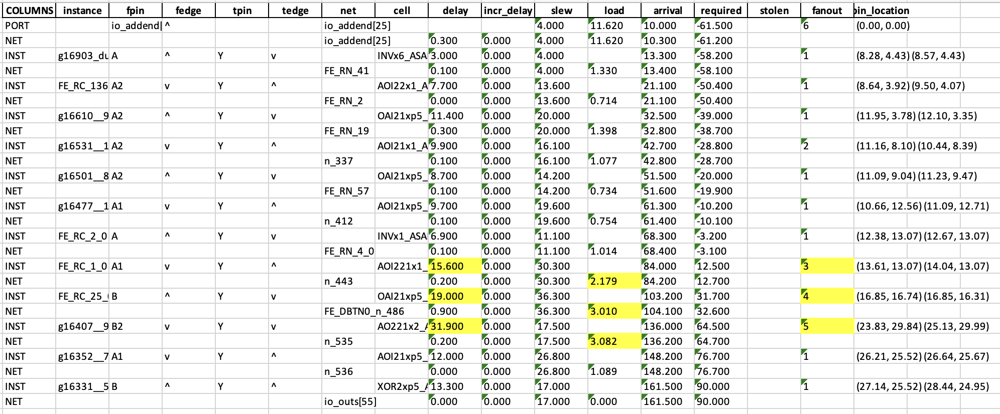 COLUMNS instance fpin fedge tpin tedge net cell delay incr_delay slew load arrival required stolen fanout pin_location
PORT io_addend[ ^ io_addend[25] 4.000 11.620 10.000 -61.500 6 (0.00, 0.00)
NET io_addend[25] 0.300 0.000 4.000 11.620 10.300 -61.200
INST g16903_du A ^ Y v INVx6_ASA 3.000 0.000 4.000 13.300 -58.200 1 (8.28, 4.43) (8.57, 4.43)
NET FE_RN_41 0.100 0.000 4.000 1.330 13.400 -58.100
INST FE_RC_136 A2 v Y ^ AOI22x1_A 7.700 0.000 13.600 21.100 -50.400 1 (8.64, 3.92) (9.50, 4.07)
NET FE_RN_2 0.000 0.000 13.600 0.714 21.100 -50.400
INST g16610__9 A2 ^ Y v OAI21xp5_ 11.400 0.000 20.000 32.500 -39.000 1 (11.95, 3.78) (12.10, 3.35)
NET FE_RN_19 0.300 0.000 20.000 1.398 32.800 -38.700
INST g16531__1 A2 v Y ^ AOI21x1_A 9.900 0.000 16.100 42.700 -28.800 2 (11.16, 8.10) (10.44, 8.39)
NET n_337 0.100 0.000 16.100 1.077 42.800 -28.700
INST g16501__8 A2 ^ Y v OAI21xp5_ 8.700 0.000 14.200 51.500 -20.000 1 (11.09, 9.04) (11.23, 9.47)
NET FE_RN_57 0.100 0.000 14.200 0.734 51.600 -19.900
INST g16477__1 A1 v Y ^ AOI21xp5_ 9.700 0.000 19.600 61.300 -10.200 1 (10.66, 12.56) (11.09, 12.71)
NET n_412 0.100 0.000 19.600 0.754 61.400 -10.100
INST FE_RC_2_0 A ^ Y v INVx1_ASA 6.900 0.000 11.100 68.300 -3.200 1 (12.38, 13.07) (12.67, 13.07)
NET FE_RN_4_0 0.100 0.000 11.100 1.014 68.400 -3.100
INST FE_RC_1_0 A1 v Y ^ AOI221x1_ 15.600 0.000 30.300 84.000 12.500 3 (13.61, 13.07) (14.04, 13.07)
NET n_443 0.200 0.000 30.300 2.179 84.200 12.700
INST FE_RC_25_ B ^ Y v OAI21xp5_ 19.000 0.000 36.300 103.200 31.700 4 (16.85, 16.74) (16.85, 16.31)
NET FE_DBTN0_n_486 0.900 0.000 36.300 3.010 104.100 32.600
INST g16407__9 B2 v Y v AO221x2_A 31.900 0.000 17.500 136.000 64.500 5 (23.83, 29.84) (25.13, 29.99)
NET n_535 0.200 0.000 17.500 3.082 136.200 64.700
INST g16352__7 A1 v Y ^ AOI21xp5_ 12.000 0.000 26.800 148.200 76.700 1 (26.21, 25.52) (26.64, 25.67)
NET n_536 0.000 0.000 26.800 1.089 148.200 76.700
INST g16331__5 B ^ Y ^ XOR2xp5_A 13.300 0.000 17.000 161.500 90.000 1 (27.14, 25.52) (28.44, 24.95)
NET io_outs[55] 0.000 0.000 17.000 0.000 161.500 90.000